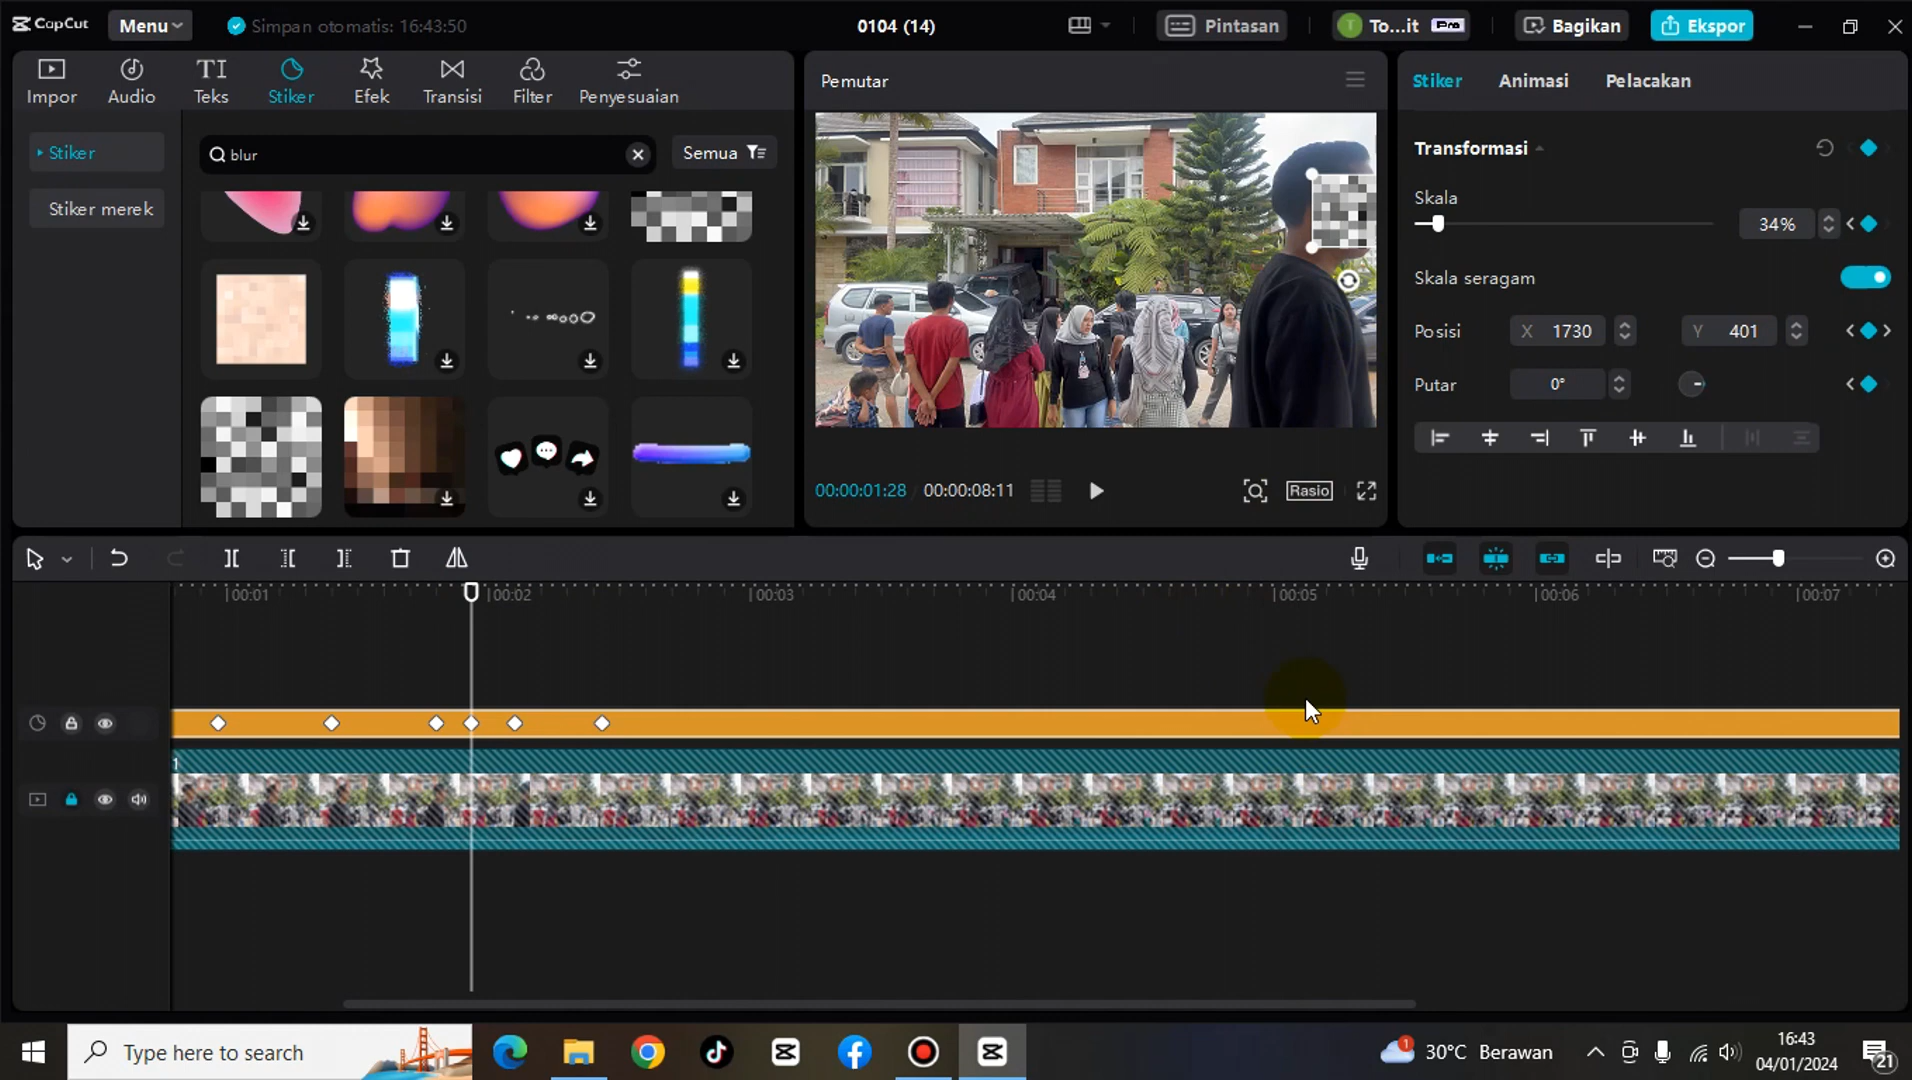 CapCut
Menu
Simpan otomatis: 16:43:50
0104 (14)
Pintasan
T
To...it
Pro
Bagikan
Ekspor
Impor
Audio
TI
Teks
Stiker
Efek
Transisi
Filter
Penyesuaian
Pemutar
Stiker
Animasi
Pelacakan
Stiker
Stiker merek
blur
Semua
Transformasi
Skala
34%
Skala seragam
Posisi
X 1730
Y 401
Putar
0°
00:00:01:28
00:00:08:11
Rasio
00:01
00:02
00:03
00:04
00:05
00:06
00:07
1
Type here to search
1
30°C Berawan
16:43
04/01/2024
21